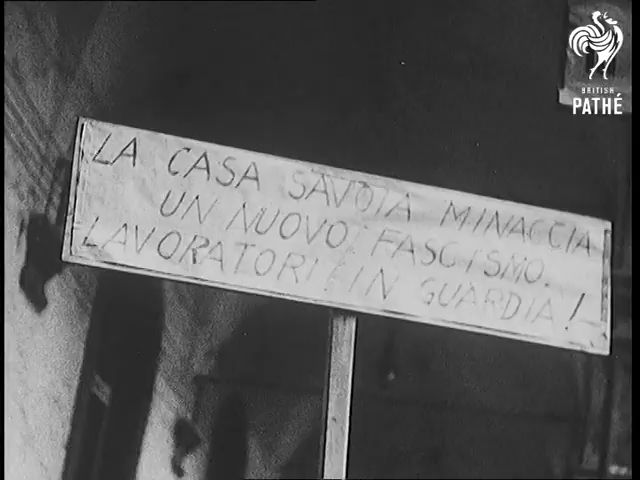 BRITISH
PATHÉ
LA CASA SAVOIA MINACCIA
UN NUOVO FASCISMO.
LAVORATORI IN GUARDIA!